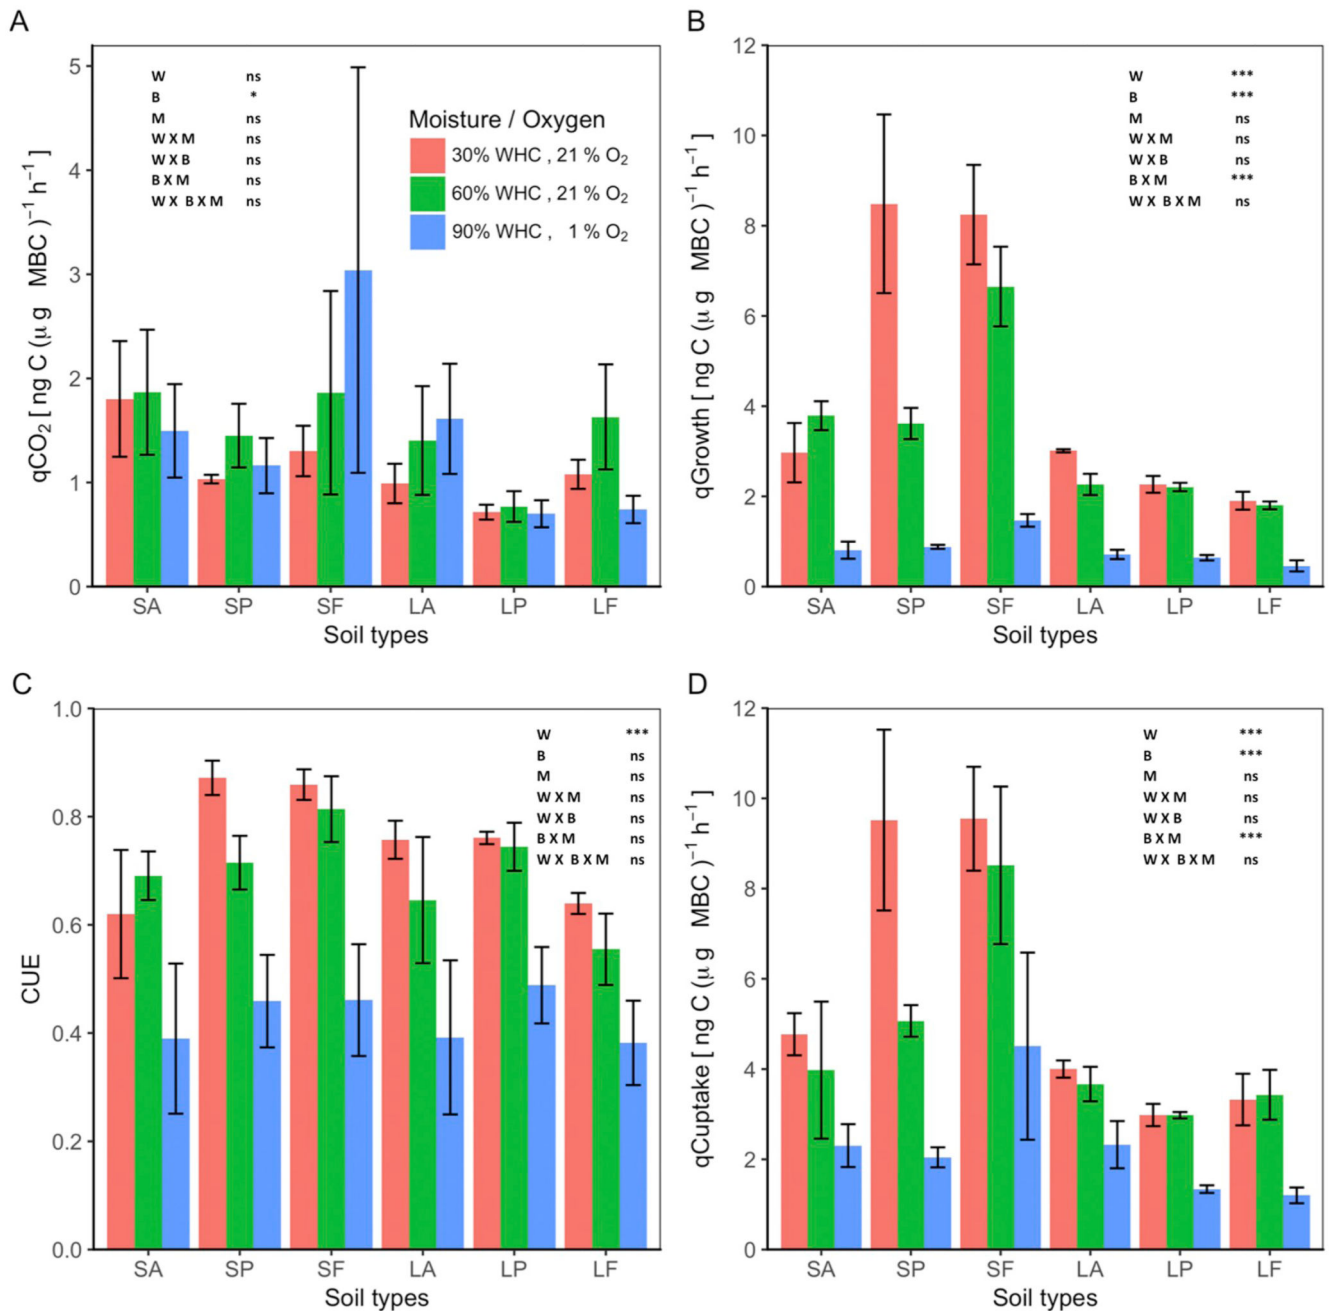 A
qCO₂ [ ng C (μ g MBC )⁻¹ h⁻¹ ]
5
4
3
2
1
0
W ns
B *
M ns
W X M ns
W X B ns
B X M ns
W X B X M ns
Moisture / Oxygen
30% WHC , 21 % O₂
60% WHC , 21 % O₂
90% WHC , 1 % O₂
SA SP SF LA LP LF
Soil types
B
qGrowth [ ng C (μ g MBC )⁻¹ h⁻¹ ]
12
10
8
6
4
2
0
W ***
B ***
M ns
W X M ns
W X B ns
B X M ***
W X B X M ns
SA SP SF LA LP LF
Soil types
C
CUE
1.0
0.8
0.6
0.4
0.2
0.0
W ***
B ns
M ns
W X M ns
W X B ns
B X M ns
W X B X M ns
SA SP SF LA LP LF
Soil types
D
qCuptake [ ng C (μ g MBC )⁻¹ h⁻¹ ]
12
10
8
6
4
2
0
W ***
B ***
M ns
W X M ns
W X B ns
B X M ***
W X B X M ns
SA SP SF LA LP LF
Soil types